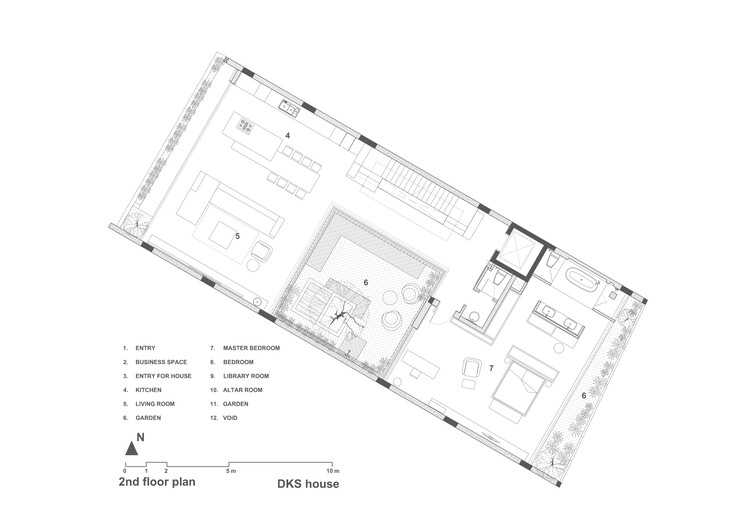 4
5
6
7
6
1. ENTRY
2. BUSINESS SPACE
3. ENTRY FOR HOUSE
4. KITCHEN
5. LIVING ROOM
6. GARDEN
7. MASTER BEDROOM
8. BEDROOM
9. LIBRARY ROOM
10. ALTAR ROOM
11. GARDEN
12. VOID
N
0 1 2 5 m 10 m
2nd floor plan
DKS house